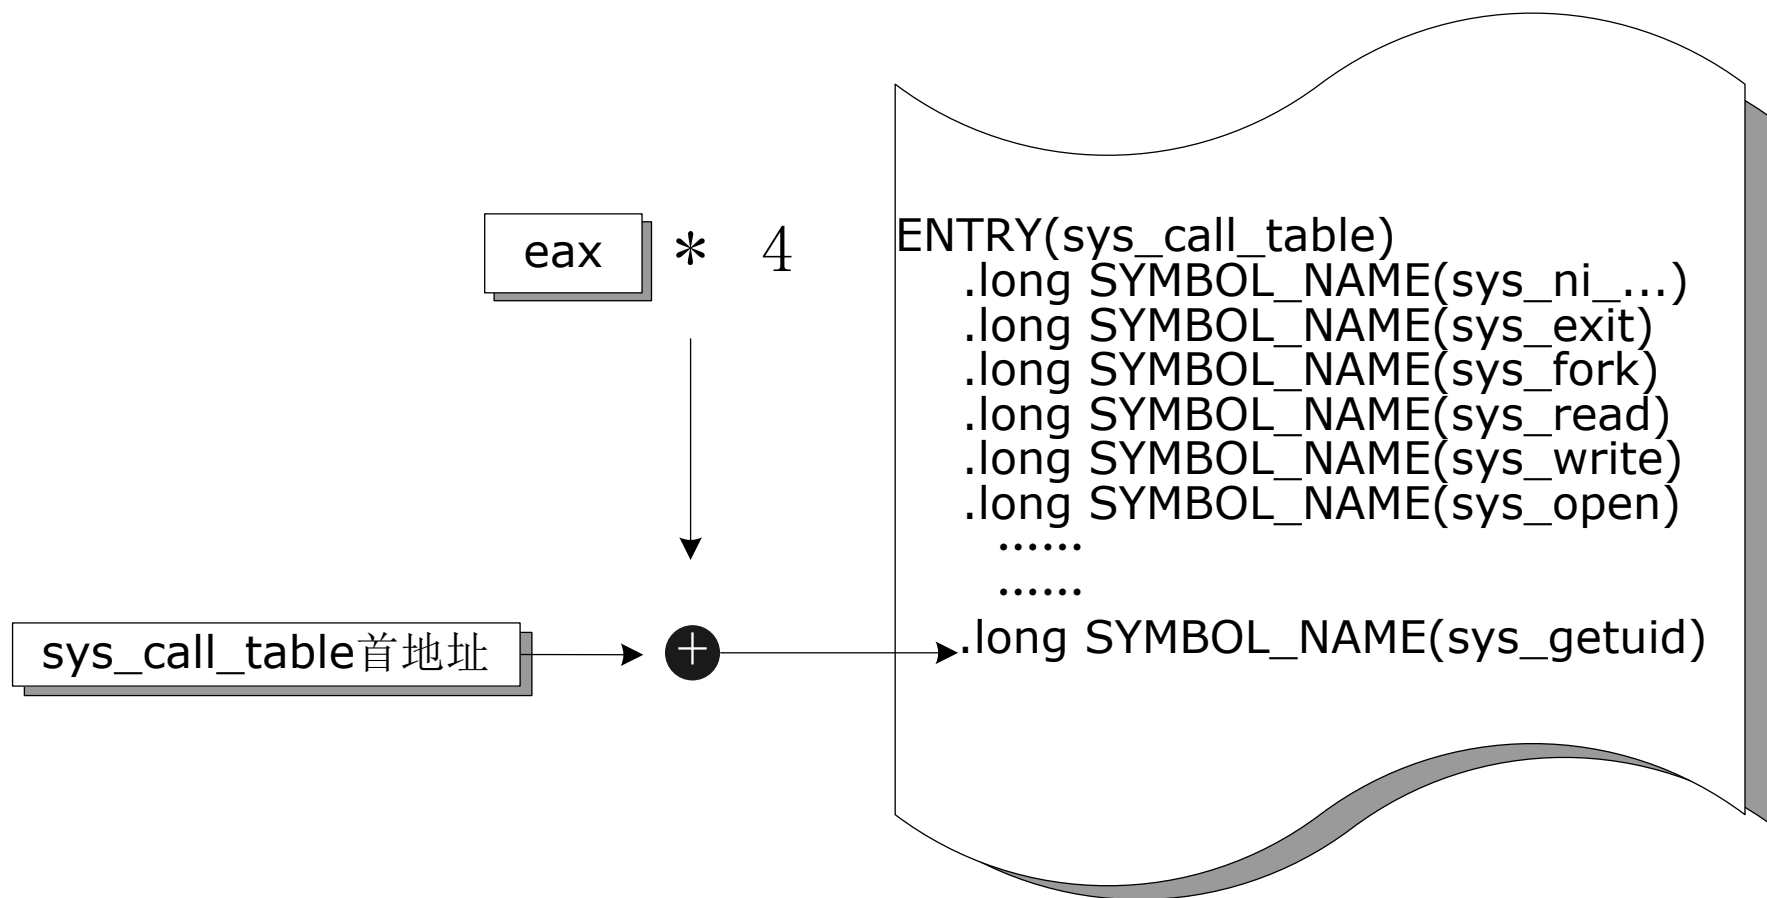 eax * 4
sys_call_table首地址
+
ENTRY(sys_call_table)
.long SYMBOL_NAME(sys_ni_...)
.long SYMBOL_NAME(sys_exit)
.long SYMBOL_NAME(sys_fork)
.long SYMBOL_NAME(sys_read)
.long SYMBOL_NAME(sys_write)
.long SYMBOL_NAME(sys_open)
......
......
.long SYMBOL_NAME(sys_getuid)